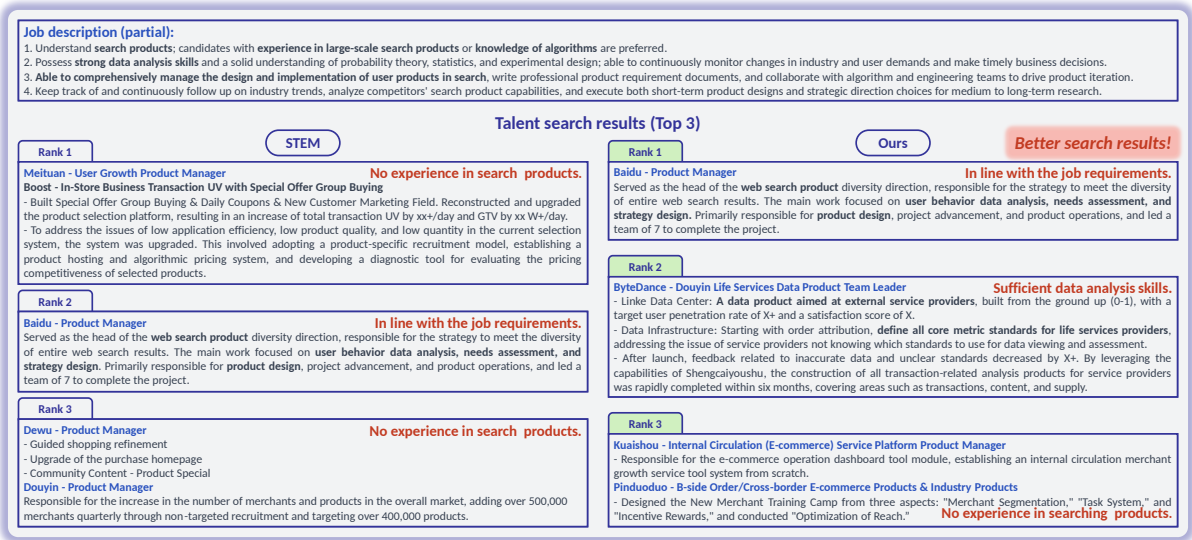 Job description (partial):
1. Understand search products; candidates with experience in large-scale search products or knowledge of algorithms are preferred.
2. Possess strong data analysis skills and a solid understanding of probability theory, statistics, and experimental design; able to continuously monitor changes in industry and user demands and make timely business decisions.
3. Able to comprehensively manage the design and implementation of user products in search, write professional product requirement documents, and collaborate with algorithm and engineering teams to drive product iteration.
4. Keep track of and continuously follow up on industry trends, analyze competitors' search product capabilities, and execute both short-term product designs and strategic direction choices for medium to long-term research.
Talent search results (Top 3)
STEM
Rank 1
Meituan - User Growth Product Manager
No experience in search products.
Boost - In-Store Business Transaction UV with Special Offer Group Buying
- Built Special Offer Group Buying & Daily Coupons & New Customer Marketing Field. Reconstructed and upgraded
the product selection platform, resulting in an increase of total transaction UV by xx+/day and GTV by xx W+/day.
- To address the issues of low application efficiency, low product quality, and low quantity in the current selection
system, the system was upgraded. This involved adopting a product-specific recruitment model, establishing a
product hosting and algorithmic pricing system, and developing a diagnostic tool for evaluating the pricing
competitiveness of selected products.
Rank 2
Baidu - Product Manager
In line with the job requirements.
Served as the head of the web search product diversity direction, responsible for the strategy to meet the diversity
of entire web search results. The main work focused on user behavior data analysis, needs assessment, and
strategy design. Primarily responsible for product design, project advancement, and product operations, and led a
team of 7 to complete the project.
Rank 3
Dewu - Product Manager
No experience in search products.
- Guided shopping refinement
- Upgrade of the purchase homepage
- Community Content - Product Special
Douyin - Product Manager
Responsible for the increase in the number of merchants and products in the overall market, adding over 500,000
merchants quarterly through non-targeted recruitment and targeting over 400,000 products.
Ours
Better search results!
Rank 1
Baidu - Product Manager
In line with the job requirements.
Served as the head of the web search product diversity direction, responsible for the strategy to meet the diversity
of entire web search results. The main work focused on user behavior data analysis, needs assessment, and
strategy design. Primarily responsible for product design, project advancement, and product operations, and led a
team of 7 to complete the project.
Rank 2
ByteDance - Douyin Life Services Data Product Team Leader
Sufficient data analysis skills.
- Linke Data Center: A data product aimed at external service providers, built from the ground up (0-1), with a
target user penetration rate of X+ and a satisfaction score of X.
- Data Infrastructure: Starting with order attribution, define all core metric standards for life services providers,
addressing the issue of service providers not knowing which standards to use for data viewing and assessment.
- After launch, feedback related to inaccurate data and unclear standards decreased by X+. By leveraging the
capabilities of Shengcaiyoushu, the construction of all transaction-related analysis products for service providers
was rapidly completed within six months, covering areas such as transactions, content, and supply.
Rank 3
Kuaishou - Internal Circulation (E-commerce) Service Platform Product Manager
- Responsible for the e-commerce operation dashboard tool module, establishing an internal circulation merchant
growth service tool system from scratch.
Pinduoduo - B-side Order/Cross-border E-commerce Products & Industry Products
- Designed the New Merchant Training Camp from three aspects: "Merchant Segmentation," "Task System," and
"Incentive Rewards," and conducted "Optimization of Reach."
No experience in searching products.